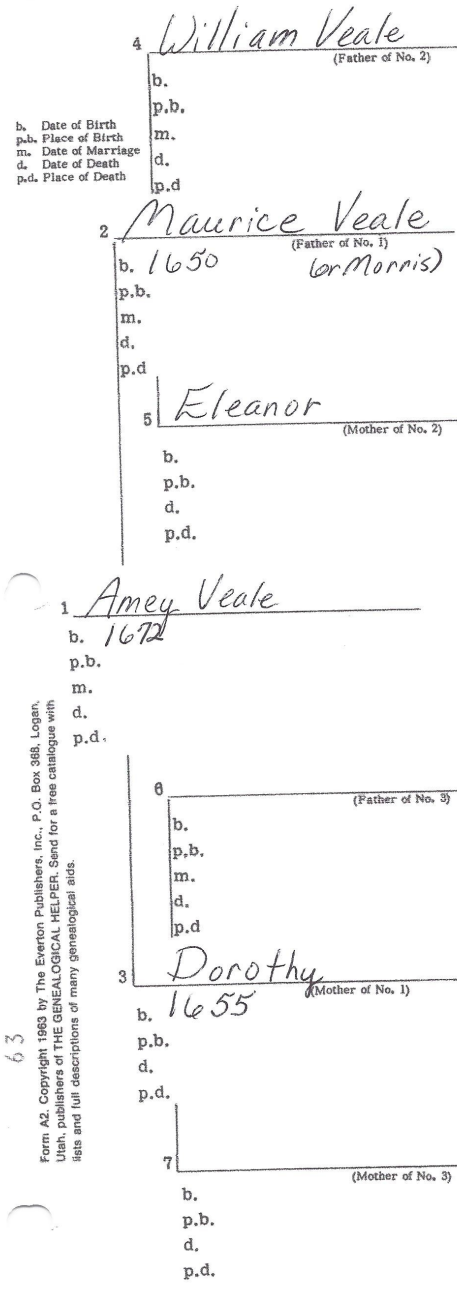 4 William Veale
(Father of No. 2)
b.
p.b.
m.
d.
p.d
b. Date of Birth
p.b. Place of Birth
m. Date of Marriage
d. Date of Death
p.d. Place of Death
2 Maurice Veale
(Father of No. 1)
b. 1650 (or Morris)
p.b.
m.
d.
p.d
5 Eleanor
(Mother of No. 2)
b.
p.b.
d.
p.d.
1 Amey Veale
b. 1672
p.b.
m.
d.
p.d.
6
(Father of No. 3)
b.
p.b.
m.
d.
p.d
3 Dorothy
(Mother of No. 1)
b. 1655
p.b.
d.
p.d.
7
(Mother of No. 3)
b.
p.b.
d.
p.d.
63
Form A2. Copyright 1963 by The Everton Publishers, Inc., P.O. Box 368, Logan,
Utah, publishers of THE GENEALOGICAL HELPER. Send for a free catalogue with
lists and full descriptions of many genealogical aids.